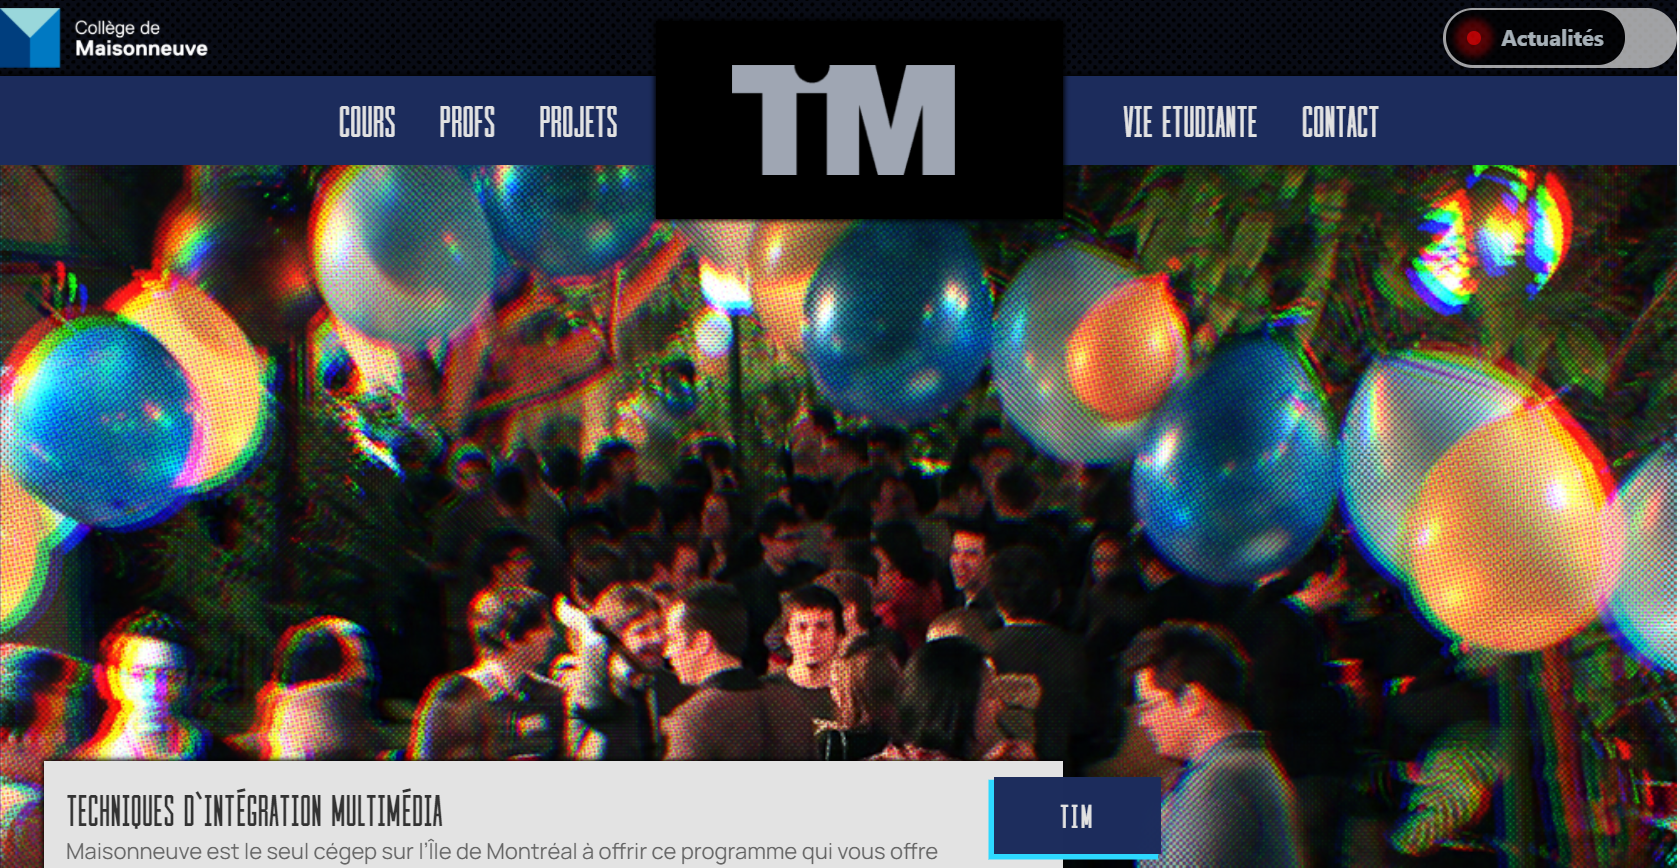 Collège de
Maisonneuve
Actualités
COURS PROFS PROJETS TiM VIE ETUDIANTE CONTACT
TECHNIQUES D`INTÉGRATION MULTIMÉDIA
TIM
Maisonneuve est le seul cégep sur l'Île de Montréal à offrir ce programme qui vous offre